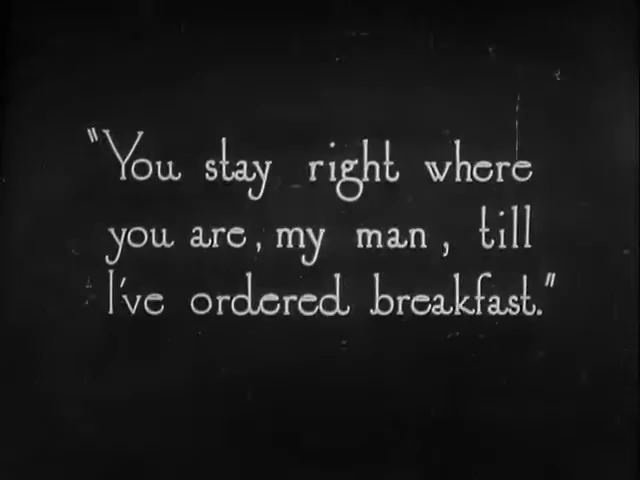 "You stay right where
you are, my man, till
I've ordered breakfast."